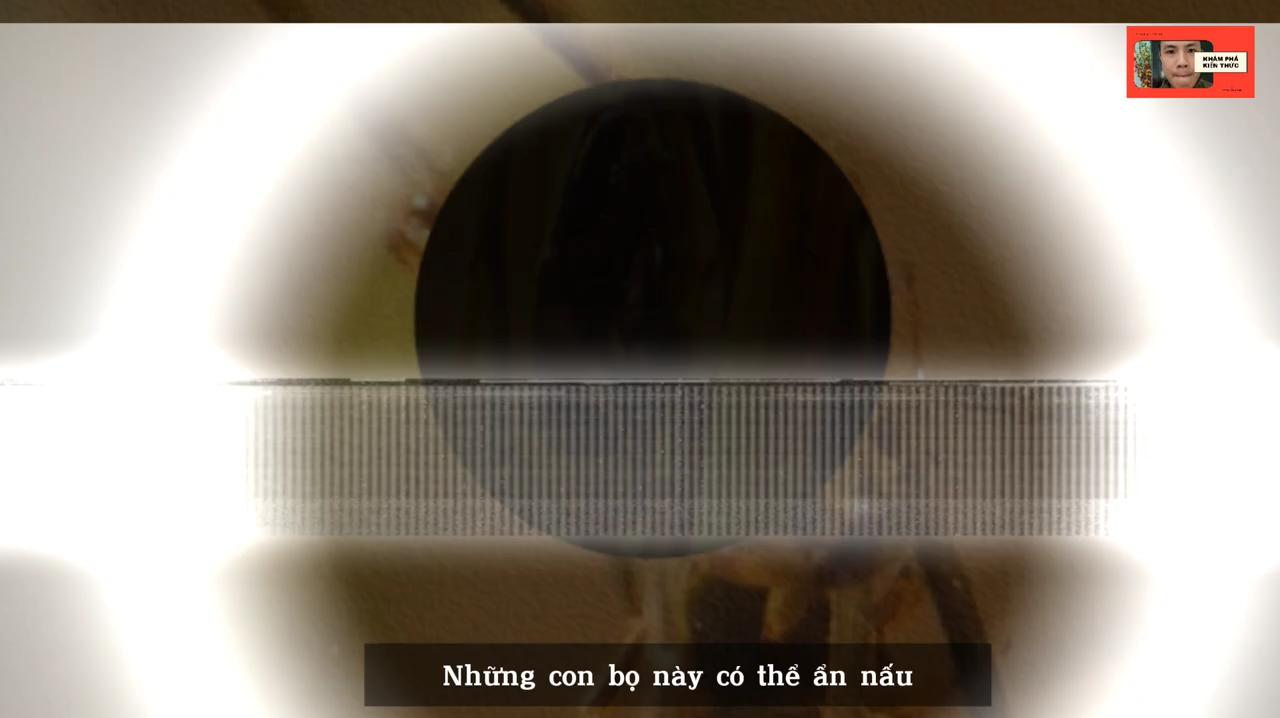 KHÁM PHÁ
KIẾN THỨC
Những con bọ này có thể ẩn nấu